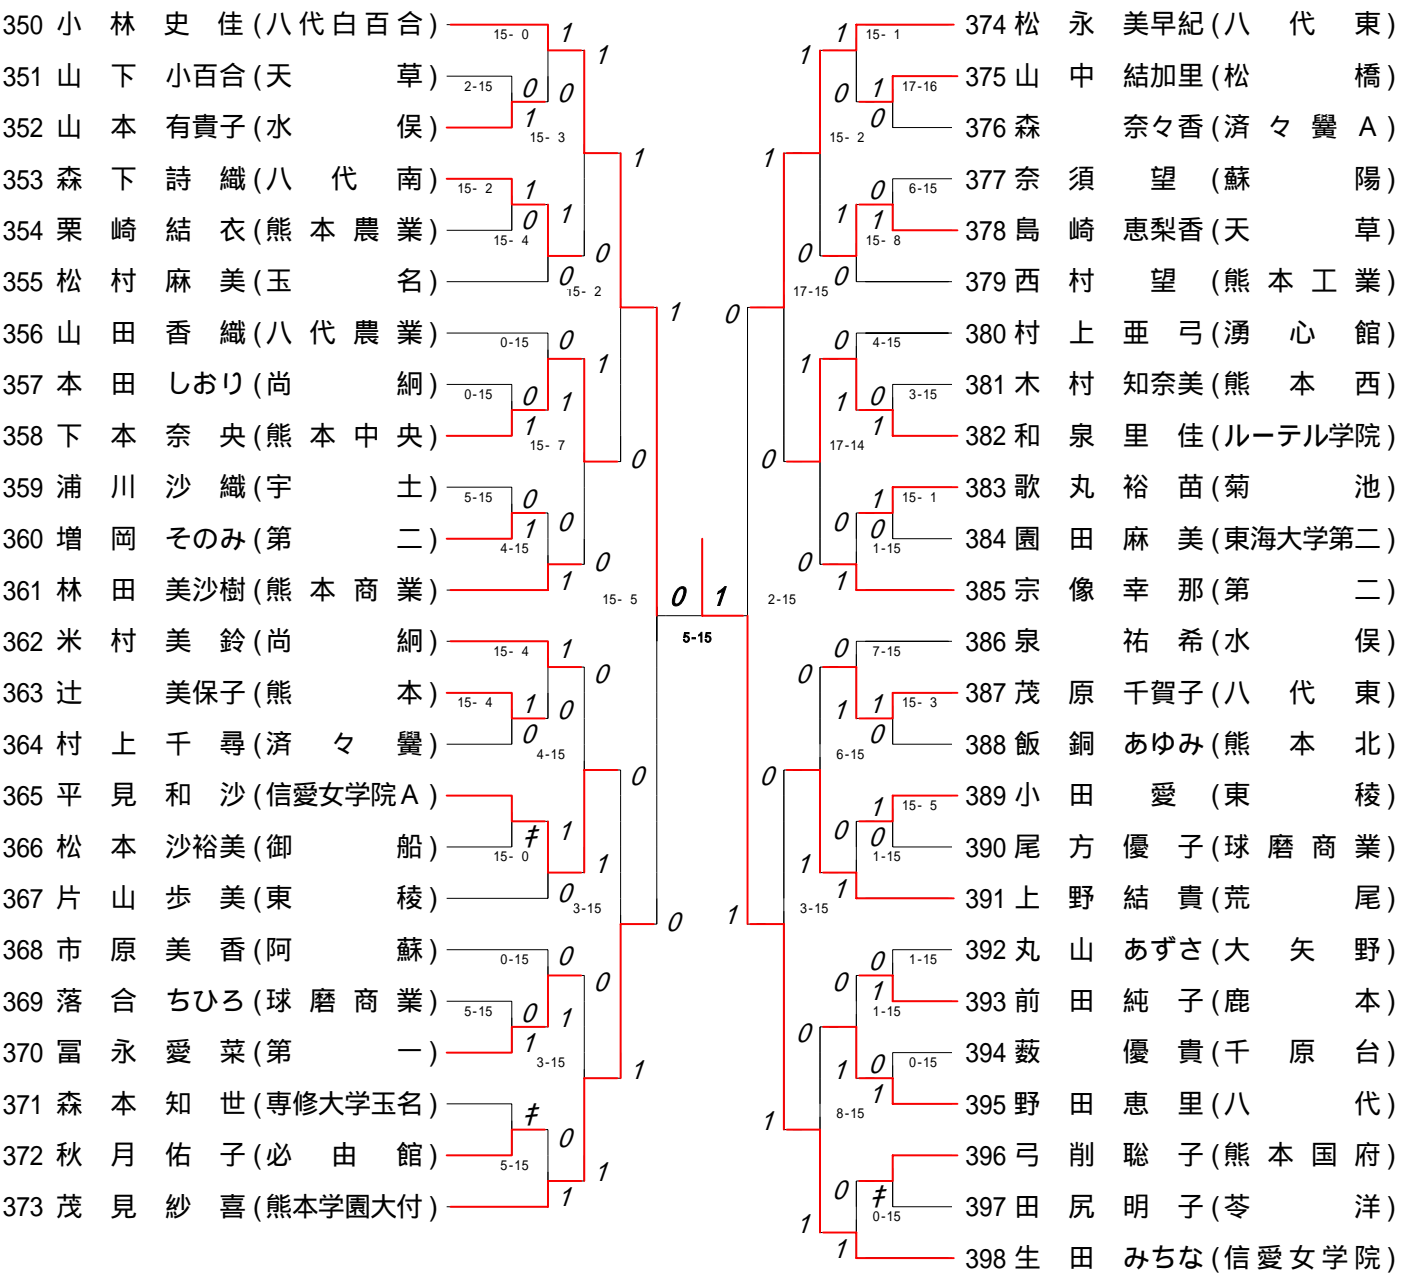 350 小林史佳(八代白百合)
351 山下小百合(天草)
352 山本有貴子(水俣)
353 森下詩織(八代南)
354 栗崎結衣(熊本農業)
355 松村麻美(玉名)
356 山田香織(八代農業)
357 本田しおり(尚絅)
358 下本奈央(熊本中央)
359 浦川沙織(宇土)
360 増岡そのみ(第二)
361 林田美沙樹(熊本商業)
362 米村美鈴(尚絅)
363 辻美保子(熊本)
364 村上千尋(済々黌)
365 平見和沙(信愛女学院A)
366 松本沙裕美(御船)
367 片山歩美(東稜)
368 市原美香(阿蘇)
369 落合ちひろ(球磨商業)
370 冨永愛菜(第一)
371 森本知世(専修大学玉名)
372 秋月佑子(必由館)
373 茂見紗喜(熊本学園大付)
15- 0
2-15
15- 3
15- 2
15- 4
15- 2
0-15
0-15
15- 7
5-15
4-15
15- 5
15- 4
15- 4
4-15
15- 0
3-15
0-15
5-15
3-15
5-15
0 1
5-15
374 松永美早紀(八代東)
375 山中結加里(松橋)
376 森奈々香(済々黌A)
377 奈須望(蘇陽)
378 島崎恵梨香(天草)
379 西村望(熊本工業)
380 村上亜弓(湧心館)
381 木村知奈美(熊本西)
382 和泉里佳(ルーテル学院)
383 歌丸裕苗(菊池)
384 園田麻美(東海大学第二)
385 宗像幸那(第二)
386 泉祐希(水俣)
387 茂原千賀子(八代東)
388 飯銅あゆみ(熊本北)
389 小田愛(東稜)
390 尾方優子(球磨商業)
391 上野結貴(荒尾)
392 丸山あずさ(大矢野)
393 前田純子(鹿本)
394 薮優貴(千原台)
395 野田恵里(八代)
396 弓削聡子(熊本国府)
397 田尻明子(苓洋)
398 生田みちな(信愛女学院)
15- 1
17-16
15- 2
6-15
15- 8
17-15
4-15
3-15
17-14
15- 1
1-15
2-15
7-15
15- 3
6-15
15- 5
1-15
3-15
1-15
1-15
0-15
8-15
0-15